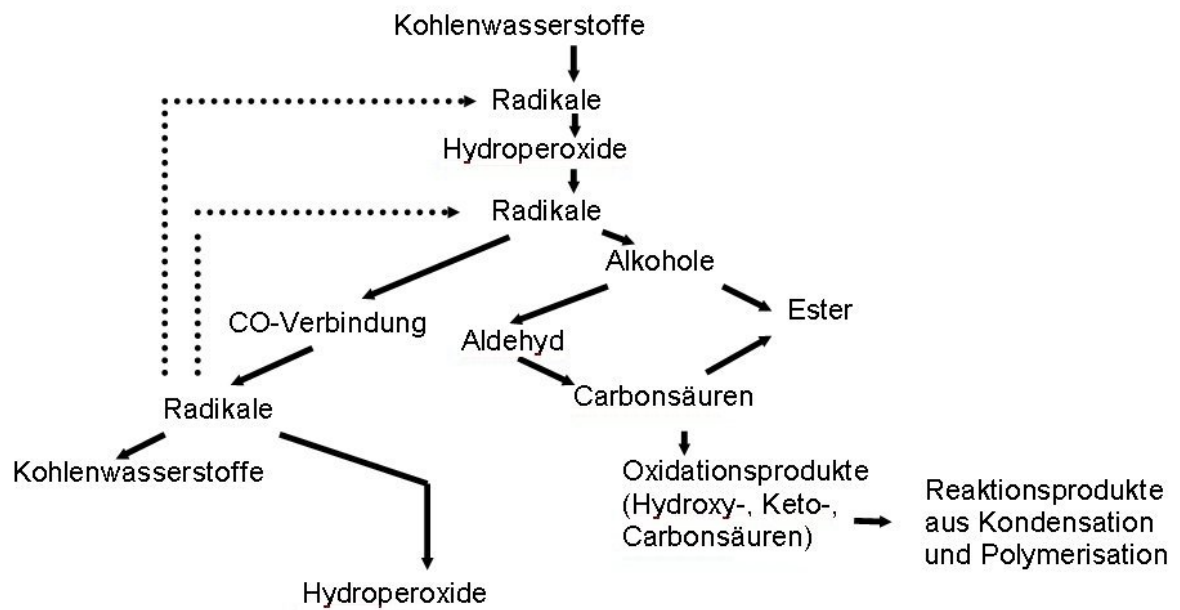 Kohlenwasserstoffe
Radikale
Hydroperoxide
Radikale
Alkohole
Ester
CO-Verbindung
Aldehyd
Carbonsäuren
Radikale
Kohlenwasserstoffe
Oxidationsprodukte
(Hydroxy-, Keto-,
Carbonsäuren)
Reaktionsprodukte
aus Kondensation
und Polymerisation
Hydroperoxide